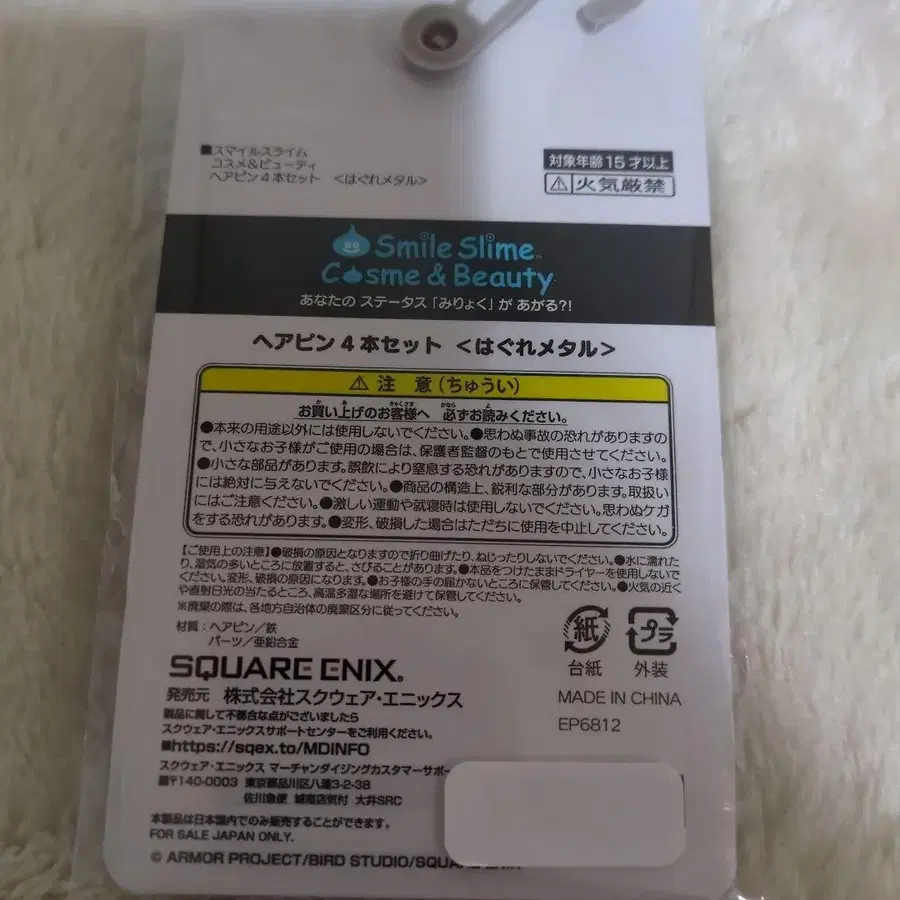 ■スマイルスライム
コスメ&ビューティ
ヘアピン4本セット <はぐれメタル>
対象年齢15才以上
⚠火気厳禁
Smile Slime™
Cosme & Beauty
あなたの ステータス「みりょく」が あがる?!
ヘアピン4本セット <はぐれメタル>
⚠注 意(ちゅうい)
お買い上げのお客様へ 必ずお読みください。
●本来の用途以外には使用しないでください。●思わぬ事故の恐れがありますの
で、小さなお子様がご使用の場合は、保護者監督のもとで使用させてください。
●小さな部品があります。誤飲により窒息する恐れがありますので、小さなお子様
には絶対に与えないでください。●商品の構造上、鋭利な部分があります。取扱い
にはご注意ください。●激しい運動や就寝時は使用しないでください。思わぬケガ
をする恐れがあります。●変形、破損した場合はただちに使用を中止してください。
【ご使用上の注意】●破損の原因となりますので折り曲げたり、ねじったりしないでください。●水に濡れた
り、湿気の多いところに放置すると、さびることがあります。●本品をつけたままドライヤーを使用しないで
ください。変形、破損の原因になります。●お子様の手の届かないところに保管してください。●火気の近く
や直射日光の当たるところ、高温多湿な場所を避けて保管してください。
※廃棄の際は、各地方自治体の廃棄区分に従ってください。
材質:ヘアピン/鉄
パーツ/亜鉛合金
紙
プラ
台紙
外装
SQUARE ENIX®
発売元 株式会社スクウェア・エニックス
MADE IN CHINA
EP6812
製品に関して不都合な点がございましたら
スクウェア・エニックスサポートセンターをご利用ください。
■https://sqex.to/MDINFO
スクウェア・エニックス マーチャンダイジングカスタマーサポー
■〒140-0003 東京都品川区八潮3-2-38
佐川急便 城南店気付 大井SRC
本製品は日本国内でのみ販売することができます。
FOR SALE JAPAN ONLY.
© ARMOR PROJECT/BIRD STUDIO/SQUARE ENIX